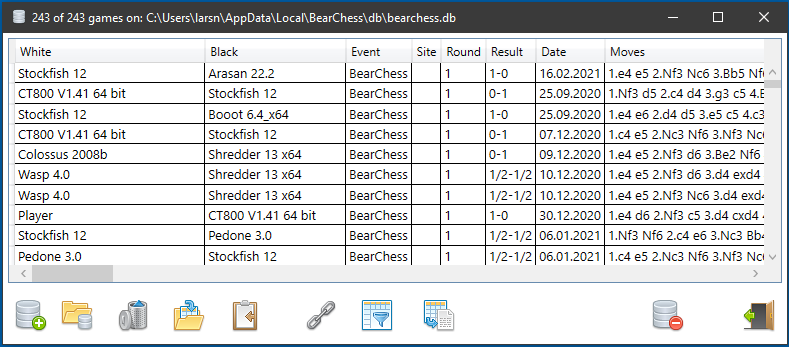 243 of 243 games on: C:\Users\larsn\AppData\Local\BearChess\db\bearchess.db
White Black Event Site Round Result Date Moves
Stockfish 12 Arasan 22.2 BearChess 1 1-0 16.02.2021 1.e4 e5 2.Nf3 Nc6 3.Bb5 Nf6
CT800 V1.41 64 bit Stockfish 12 BearChess 1 0-1 25.09.2020 1.Nf3 d5 2.c4 d4 3.g3 c5 4.B
Stockfish 12 Booot 6.4_x64 BearChess 1 1-0 25.09.2020 1.e4 e6 2.d4 d5 3.e5 c5 4.c3
CT800 V1.41 64 bit Stockfish 12 BearChess 1 0-1 07.12.2020 1.c4 e5 2.Nc3 Nf6 3.Nf3 Nc
Colossus 2008b Shredder 13 x64 BearChess 1 0-1 09.12.2020 1.e4 e5 2.Nf3 d6 3.Be2 Nf6
Wasp 4.0 Shredder 13 x64 BearChess 1 1/2-1/2 10.12.2020 1.e4 e5 2.Nf3 d6 3.d4 exd4
Wasp 4.0 Shredder 13 x64 BearChess 1 1/2-1/2 10.12.2020 1.e4 e5 2.Nf3 Nc6 3.d4 exd4
Player CT800 V1.41 64 bit BearChess 1 1-0 30.12.2020 1.e4 d6 2.Nf3 c5 3.d4 cxd4 4
Stockfish 12 Pedone 3.0 BearChess 1 1/2-1/2 06.01.2021 1.Nf3 Nf6 2.c4 e6 3.Nc3 Bb4
Pedone 3.0 Stockfish 12 BearChess 1 1/2-1/2 06.01.2021 1.c4 e5 2.Nc3 Nf6 3.Nf3 Nc